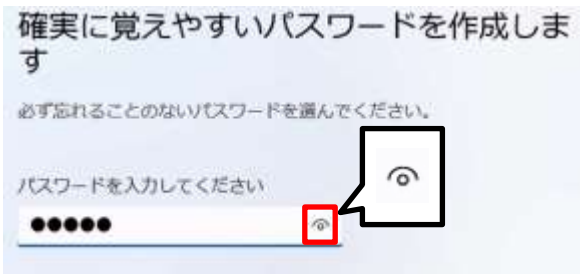 確実に覚えやすいパスワードを作成しま
す
必ず忘れることのないパスワードを選んでください。
パスワードを入力してください
●●●●●